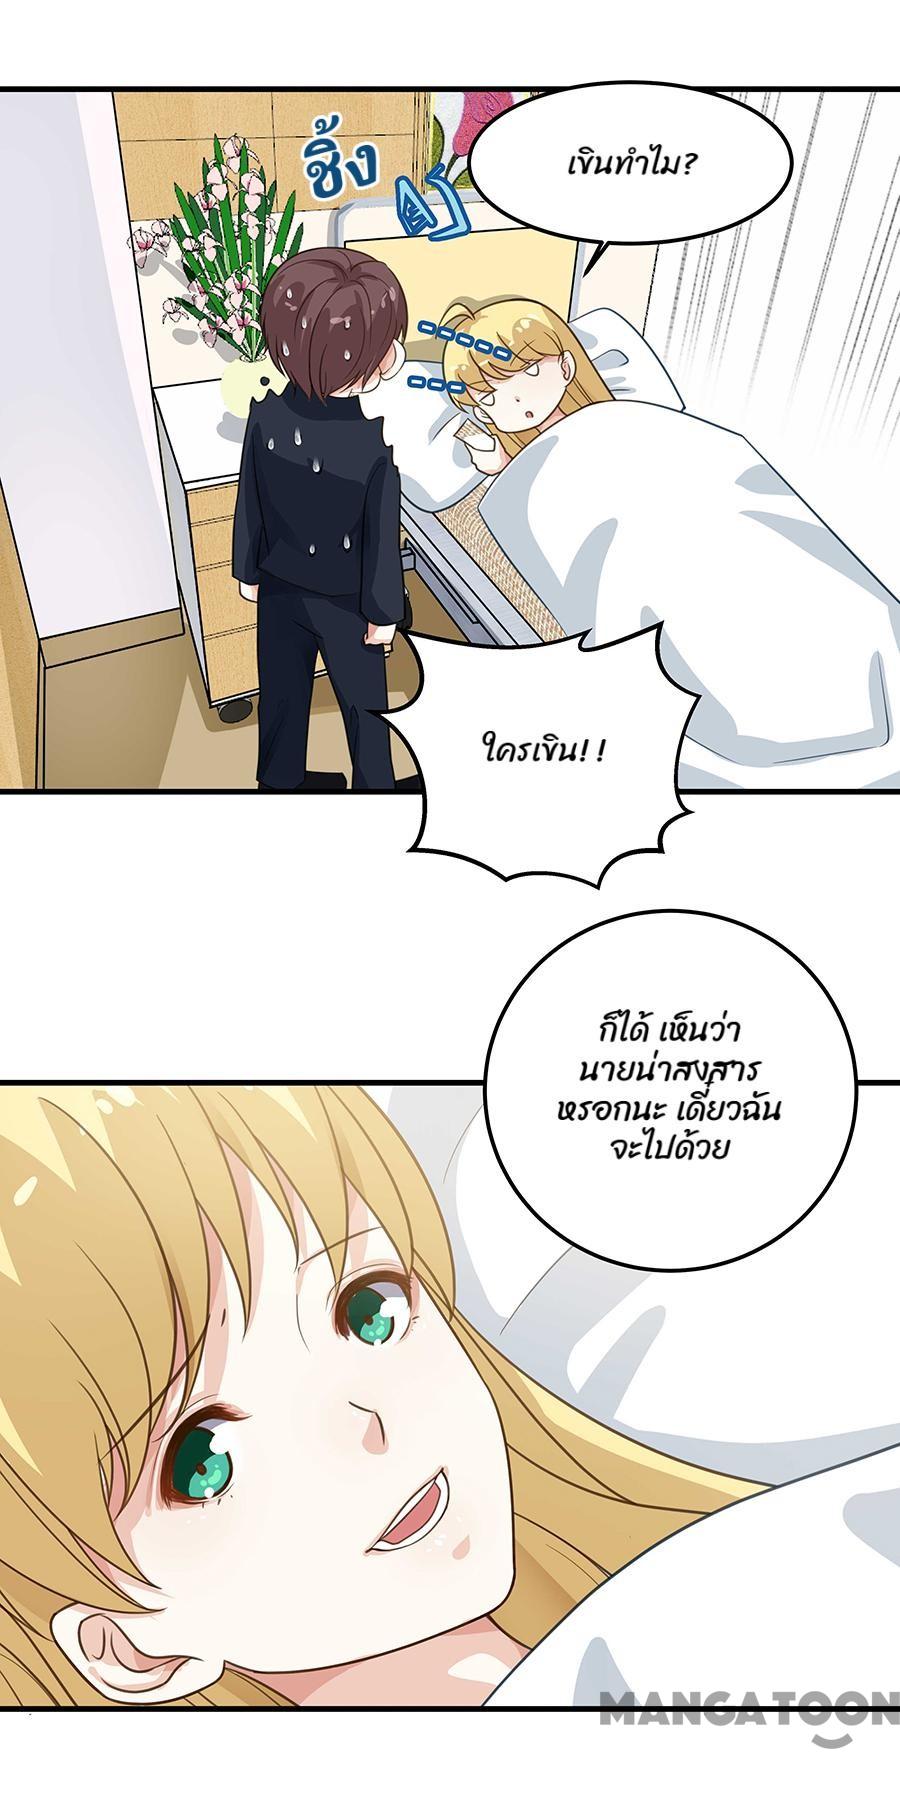 ชิ้ง
เขินทำไม?
ใครเขิน!!
ก็ได้ เห็นว่า
นายน่าสงสาร
หรอกนะ เดี๋ยวฉัน
จะไปด้วย
MANGATOON